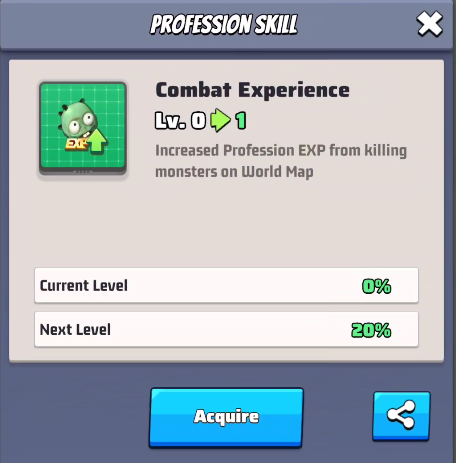 PROFESSION SKILL
Combat Experience
Lv. 0 1
Increased Profession EXP from killing
monsters on World Map
EXP
Current Level 0%
Next Level 20%
Acquire